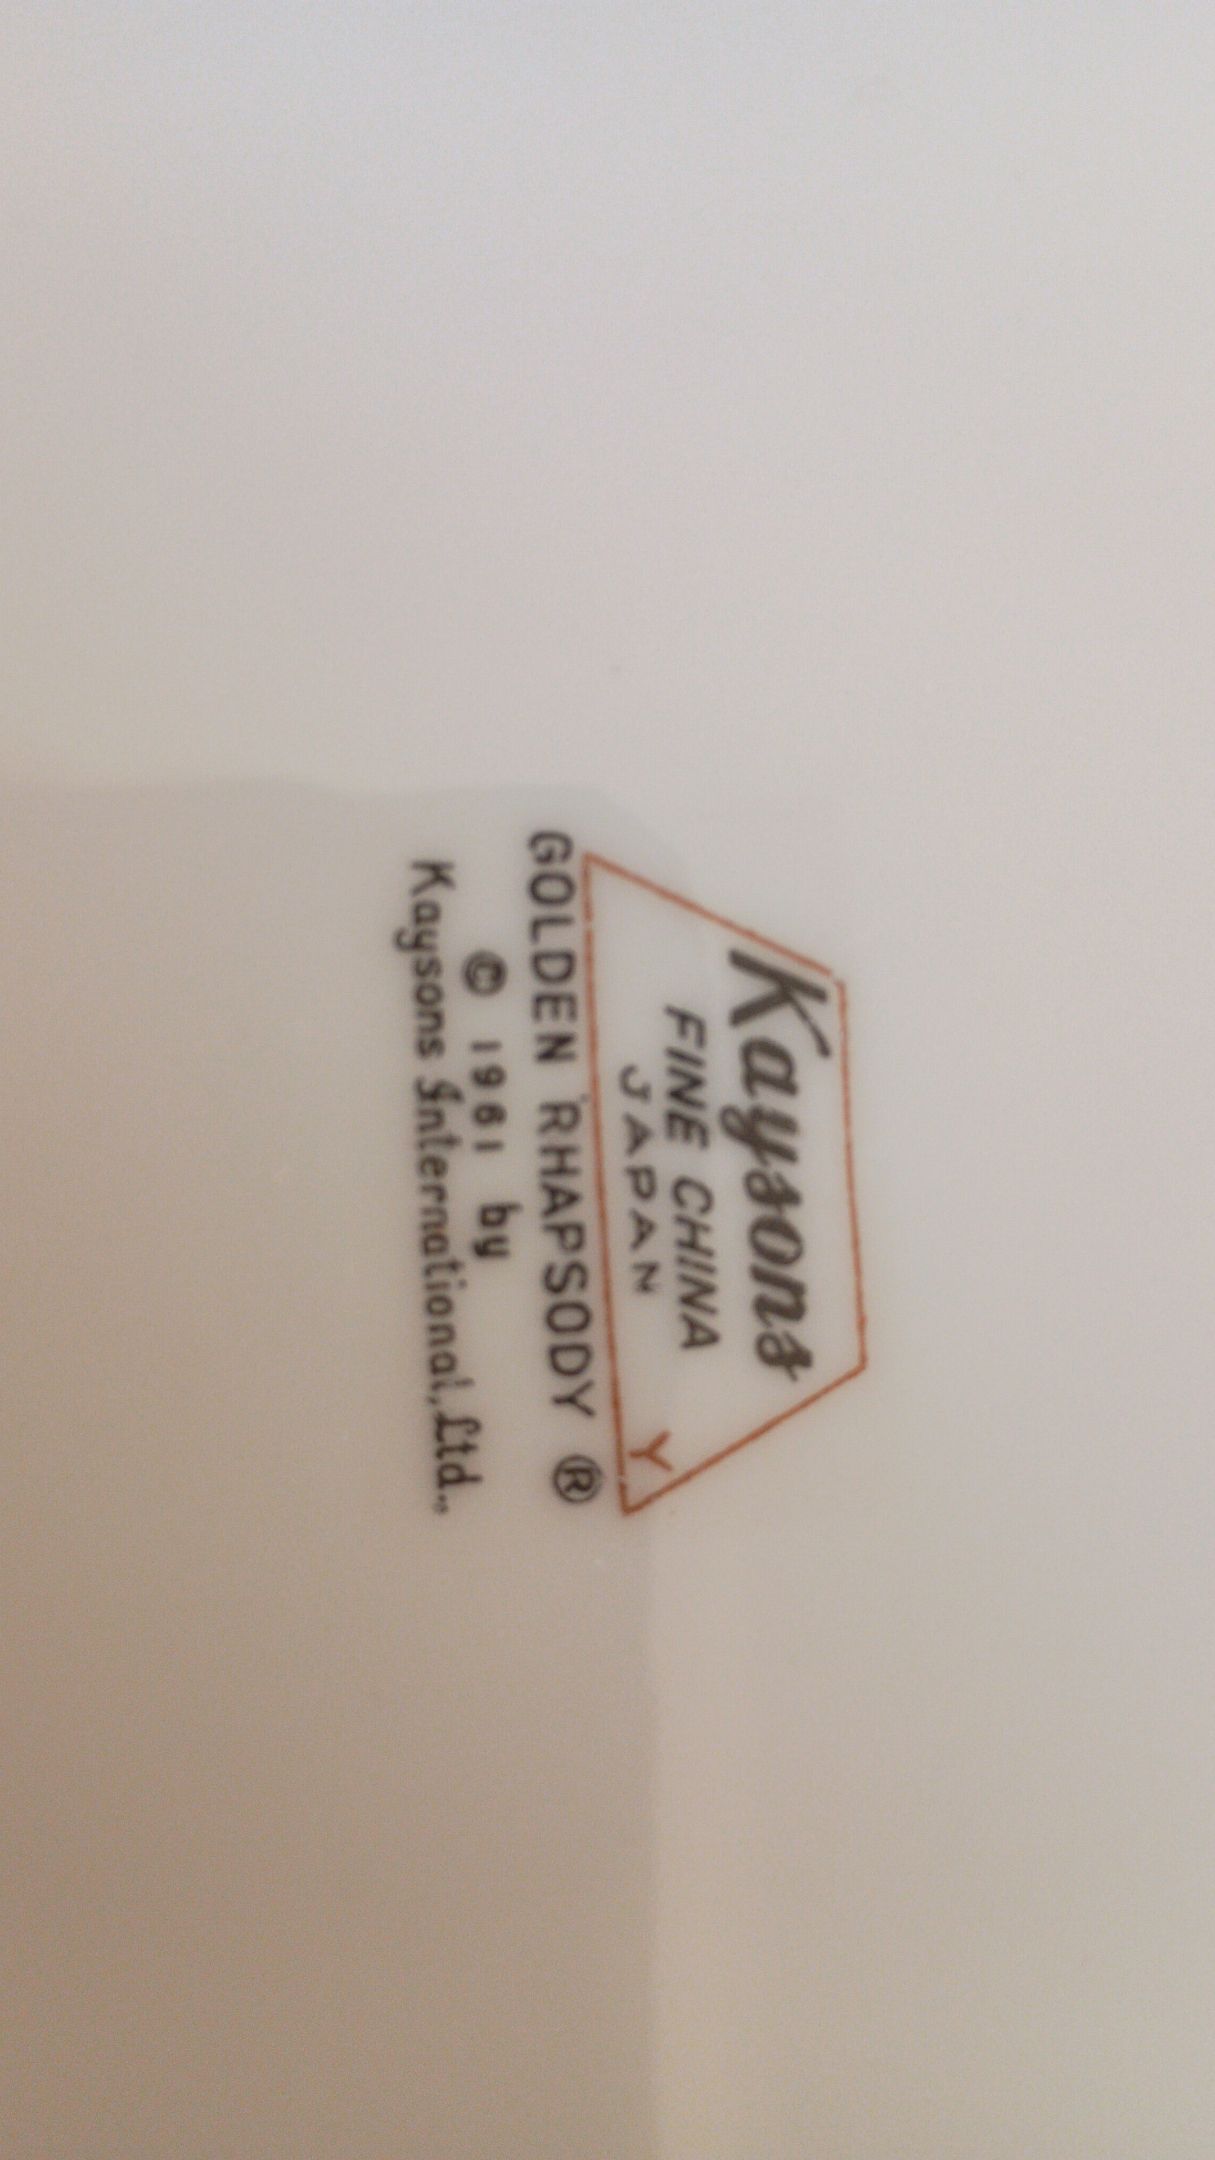 Kaysons
FINE CHINA
JAPAN
Y
GOLDEN RHAPSODY ®
© 1961 by
Kaysons International, Ltd.,